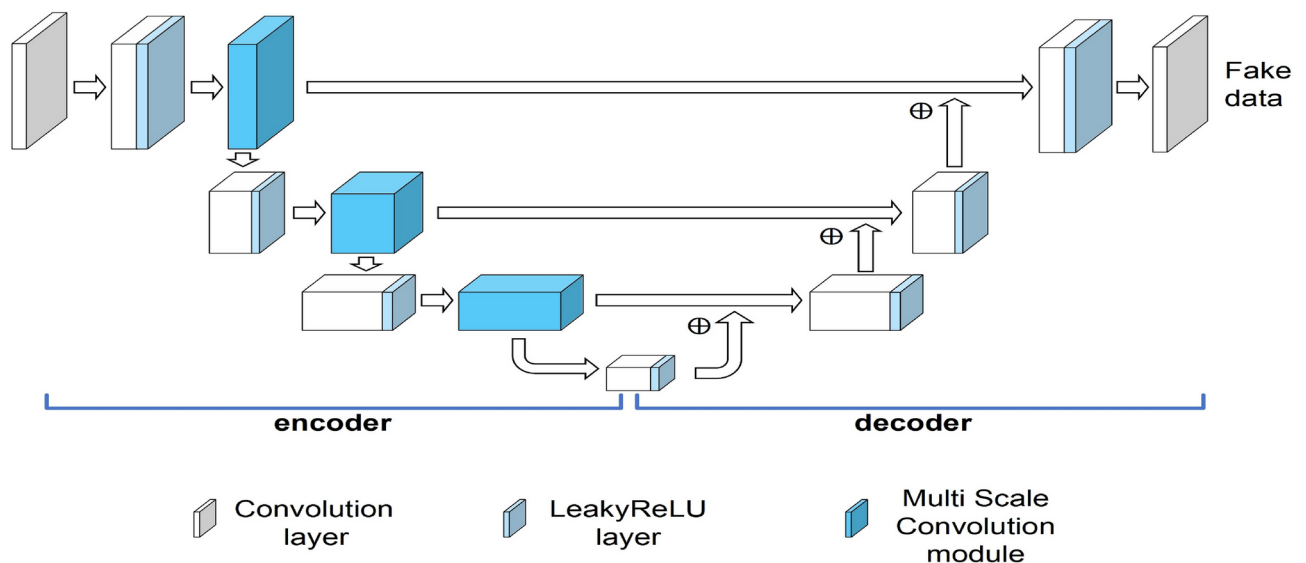 Fake
data
⊕
⊕
⊕
encoder
decoder
Convolution
layer
LeakyReLU
layer
Multi Scale
Convolution
module